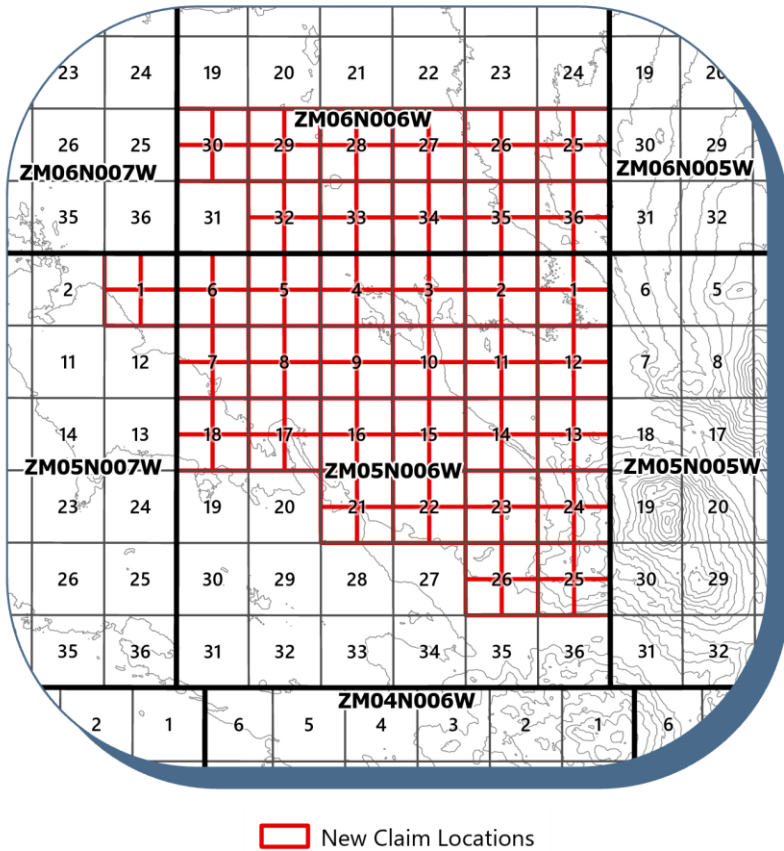 23 24 19 20 21 22 23 24 19 20
ZM06N006W
26 25 30 29 28 27 26 25 30 29
ZM06N007W ZM06N005W
35 36 31 32 33 34 35 36 31 32
2 1 6 5 4 3 2 1 6 5
11 12 7 8 9 10 11 12 7 8
14 13 18 17 16 15 14 13 18 17
ZM05N007W ZM05N006W ZM05N005W
23 24 19 20 21 22 23 24 19 20
26 25 30 29 28 27 26 25 30 29
35 36 31 32 33 34 35 36 31 32
ZM04N006W
2 1 6 5 4 3 2 1 6
New Claim Locations